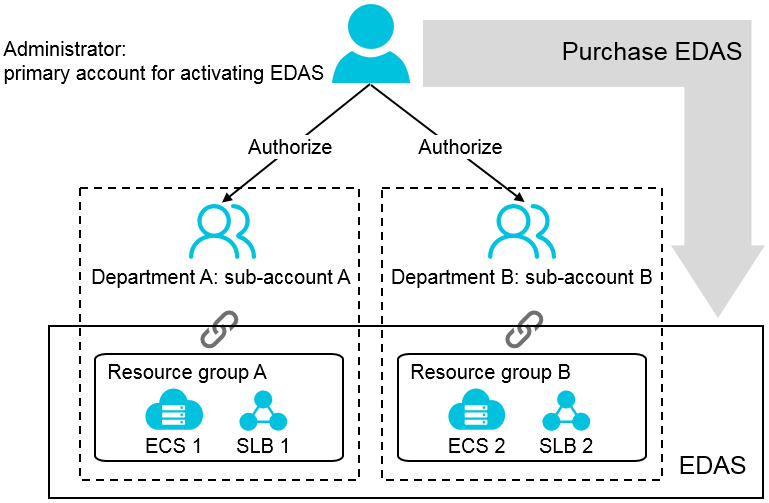 Administrator:
primary account for activating EDAS
Purchase EDAS
Authorize
Authorize
Department A: sub-account A
Department B: sub-account B
Resource group A
ECS 1
SLB 1
Resource group B
ECS 2
SLB 2
EDAS